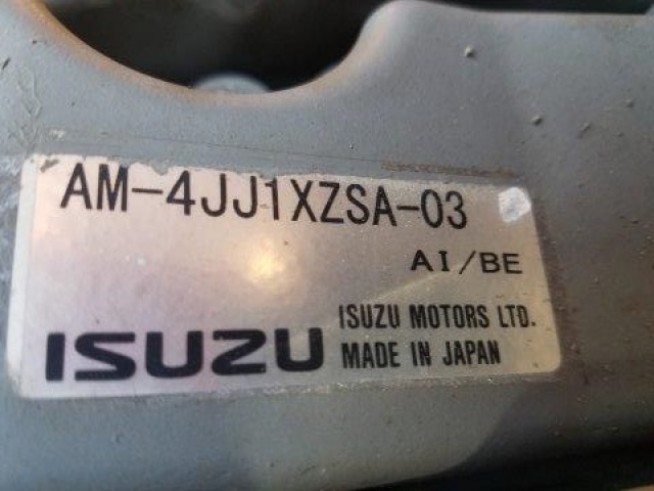 AM-4JJ1XZSA-03
AI/BE
ISUZU
ISUZU MOTORS LTD.
MADE IN JAPAN